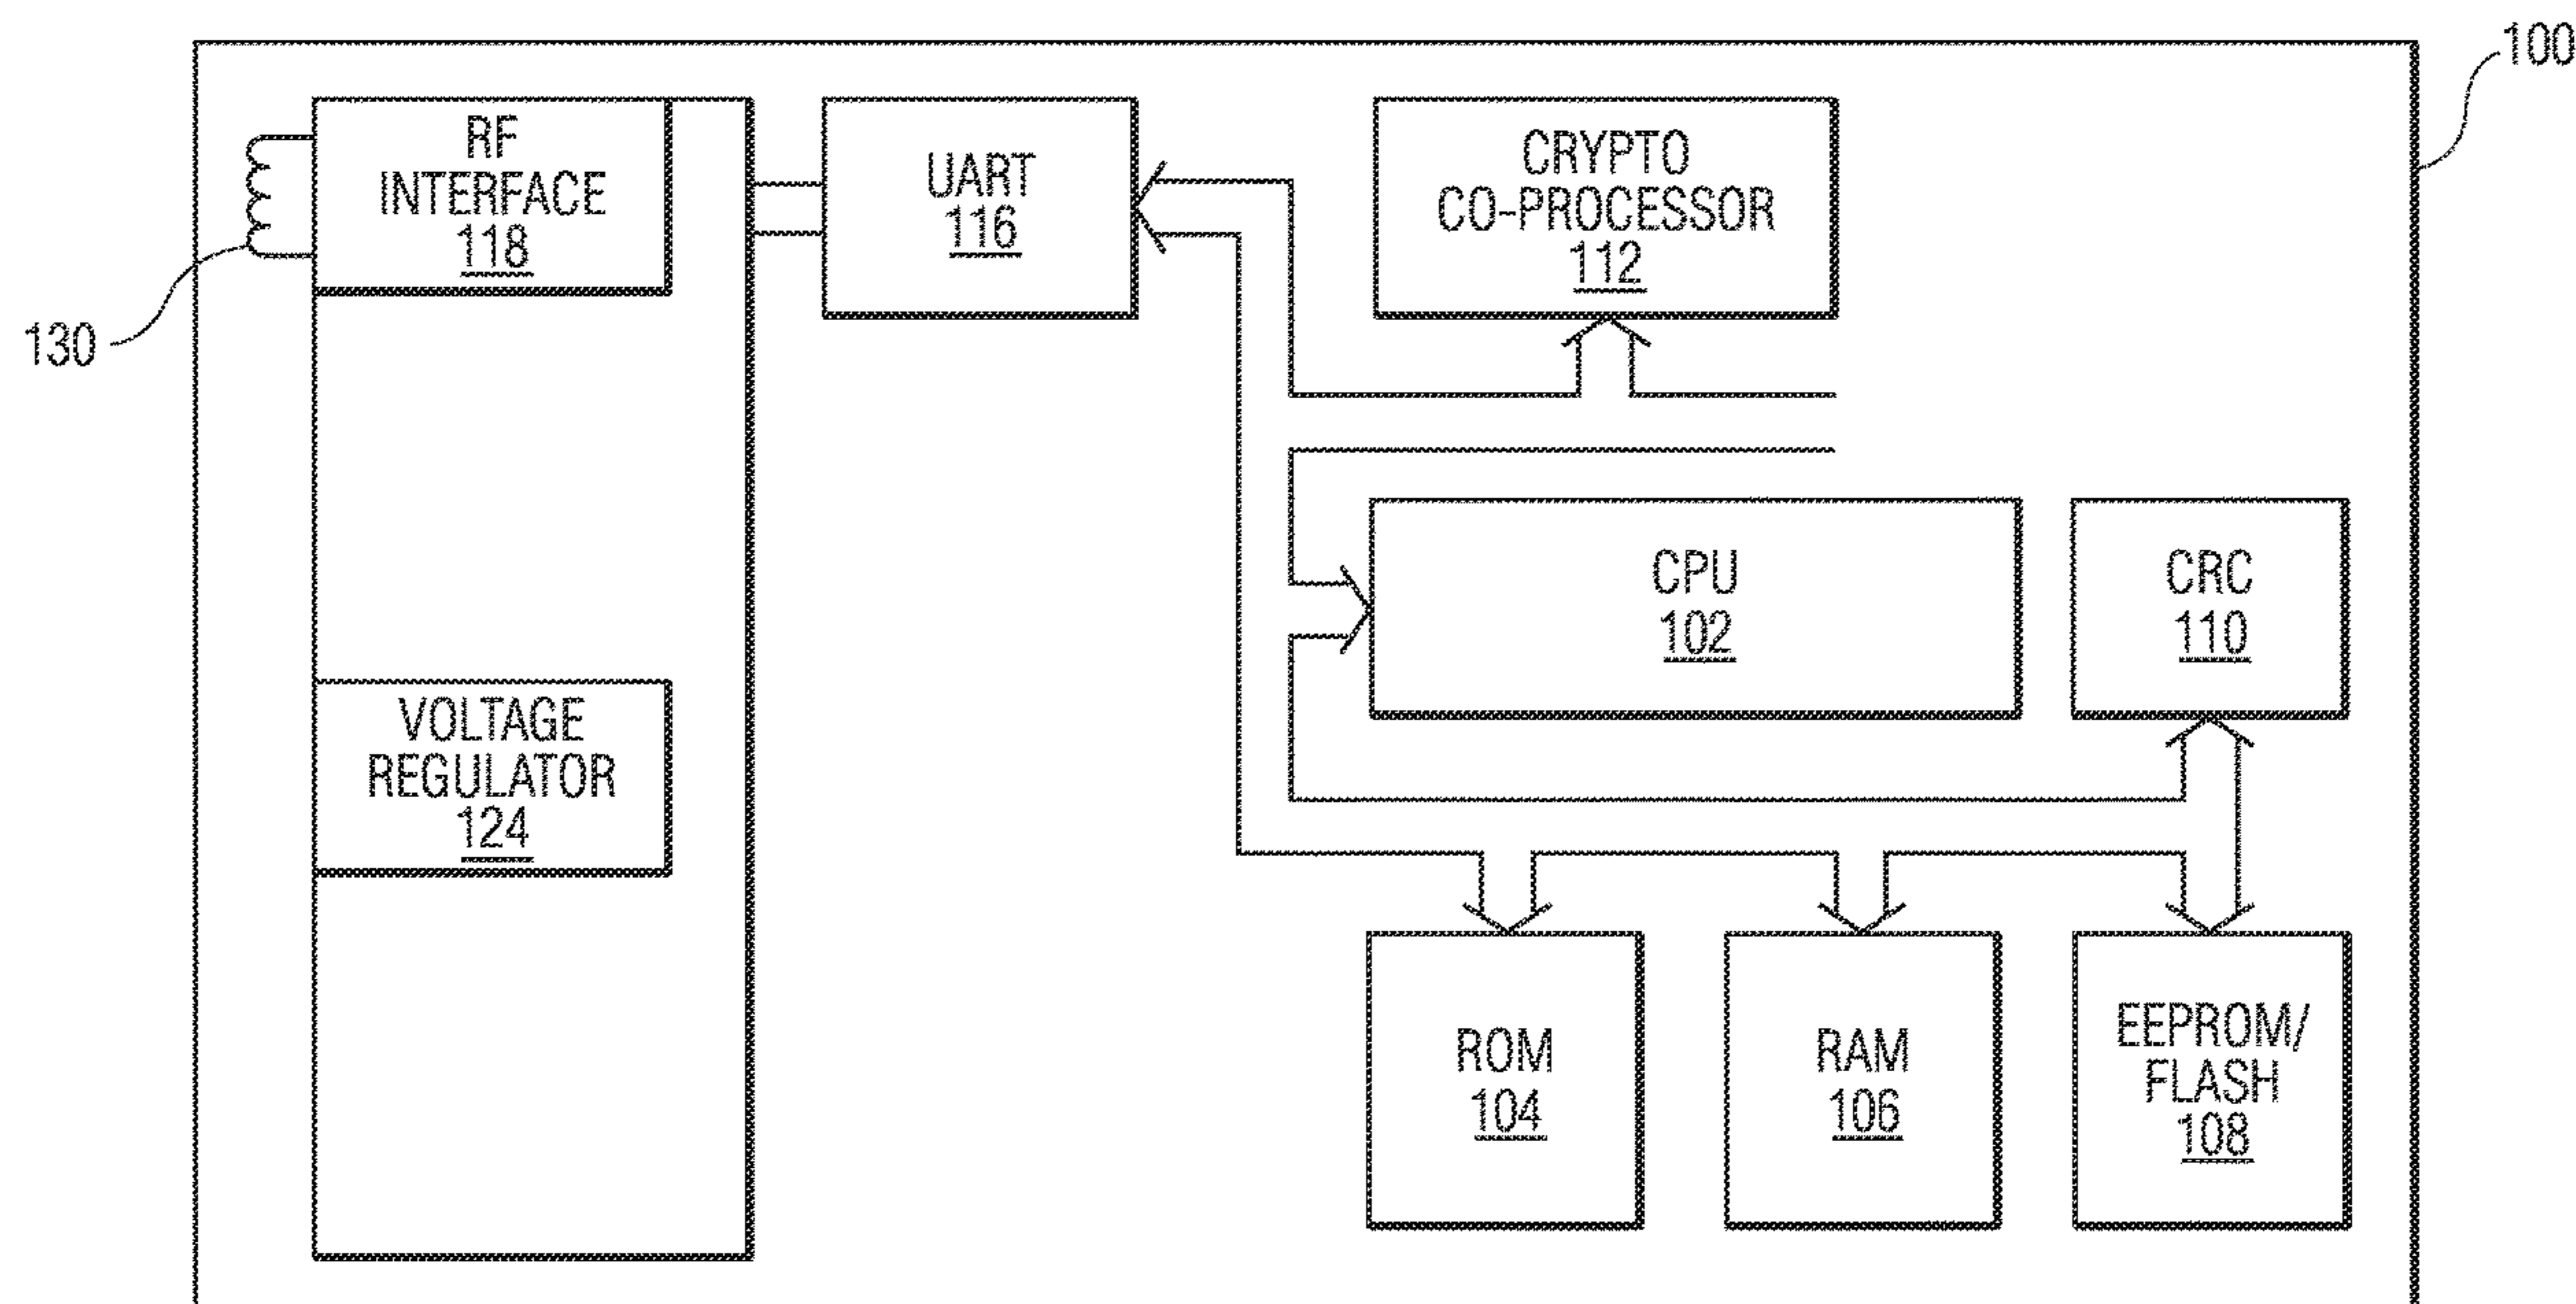 100
RF
INTERFACE
118
UART
116
CRYPTO
CO-PROCESSOR
112
130
CPU
102
CRC
110
VOLTAGE
REGULATOR
124
ROM
104
RAM
106
EEPROM/
FLASH
108